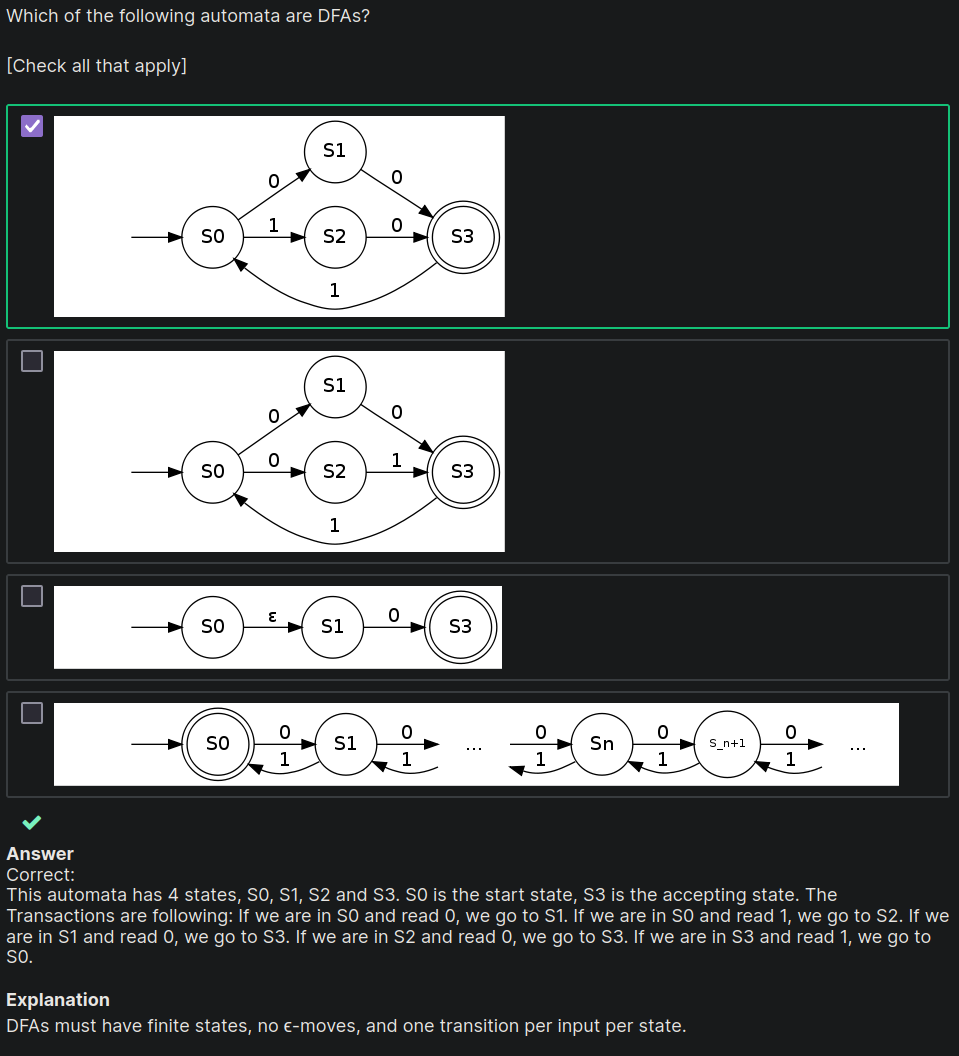 Which of the following automata are DFAs?
[Check all that apply]
S1
0
0
S0
1
S2
0
S3
1
S1
0
0
S0
0
S2
1
S3
1
S0
ε
S1
0
S3
S0
0
1
S1
0
1
...
0
1
Sn
0
1
S_n+1
0
1
...
Answer
Correct:
This automata has 4 states, S0, S1, S2 and S3. S0 is the start state, S3 is the accepting state. The
Transactions are following: If we are in S0 and read 0, we go to S1. If we are in S0 and read 1, we go to S2. If we
are in S1 and read 0, we go to S3. If we are in S2 and read 0, we go to S3. If we are in S3 and read 1, we go to
S0.
Explanation
DFAs must have finite states, no ϵ-moves, and one transition per input per state.